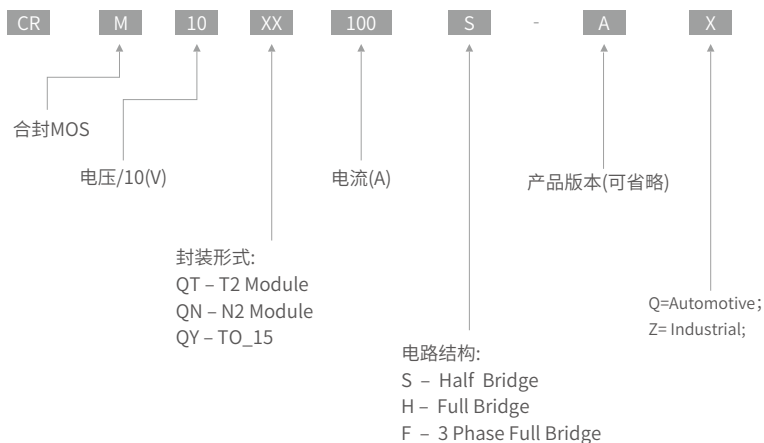 CR M 10 XX 100 S - A X
合封MOS
电压/10(V)
电流(A)
产品版本(可省略)
封装形式:
QT – T2 Module
QN – N2 Module
QY – TO_15
Q=Automotive；
Z= Industrial;
电路结构:
S – Half Bridge
H – Full Bridge
F – 3 Phase Full Bridge